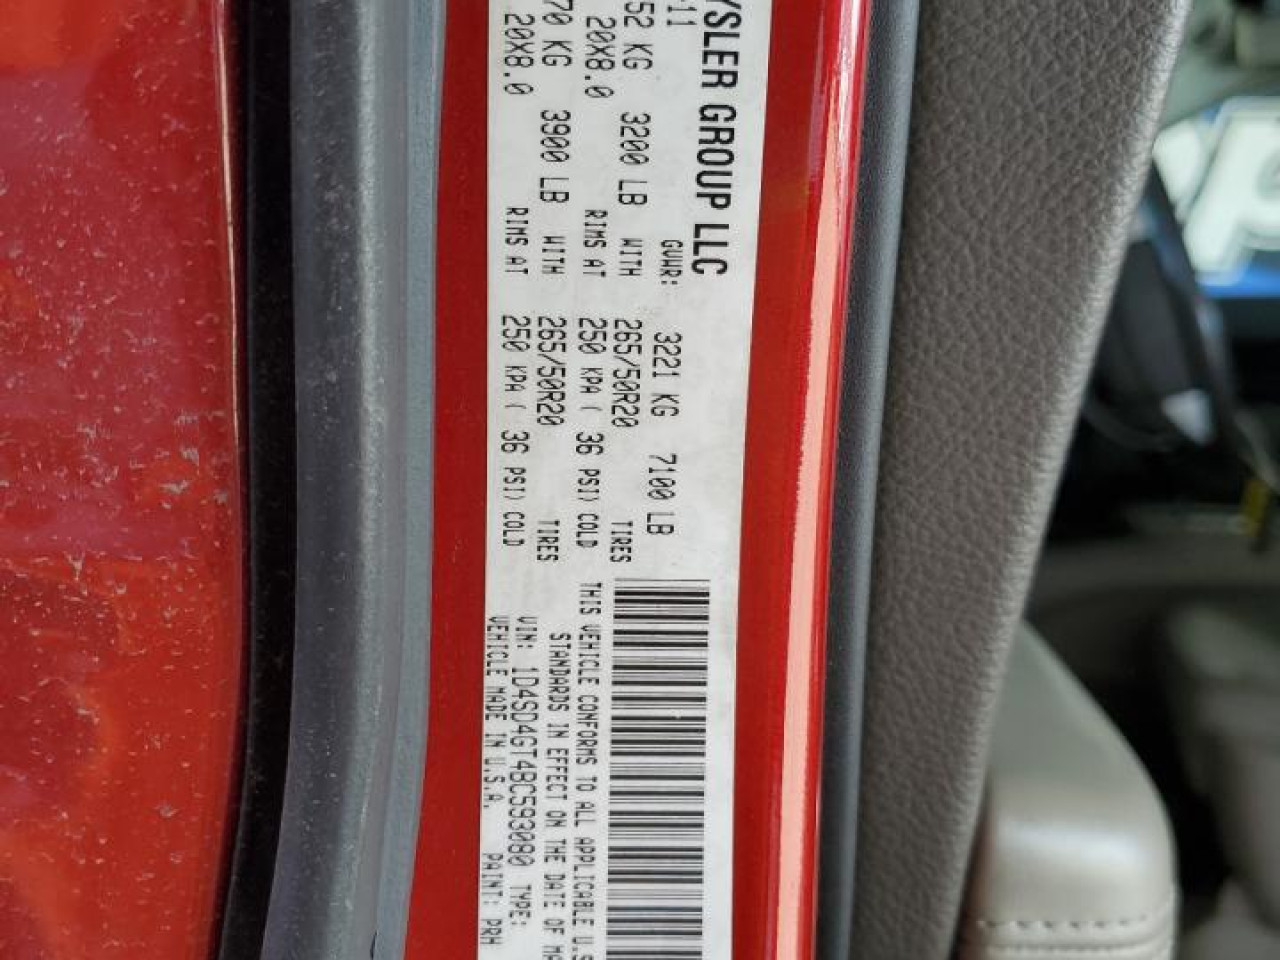 YSLER GROUP LLC
-11 GVWR: 3221 KG 7100 LB
52 KG 3200 LB WITH 265/50R20 TIRES
20X8.0 RIMS AT 250 KPA ( 36 PSI) COLD
70 KG 3900 LB WITH 265/50R20 TIRES
20X8.0 RIMS AT 250 KPA ( 36 PSI) COLD
THIS VEHICLE CONFORMS TO ALL APPLICABLE U.S
STANDARDS IN EFFECT ON THE DATE OF MA
VIN: 1D4SD4GT4BC593080 TYPE:
VEHICLE MADE IN U.S.A. PAINT: PRH